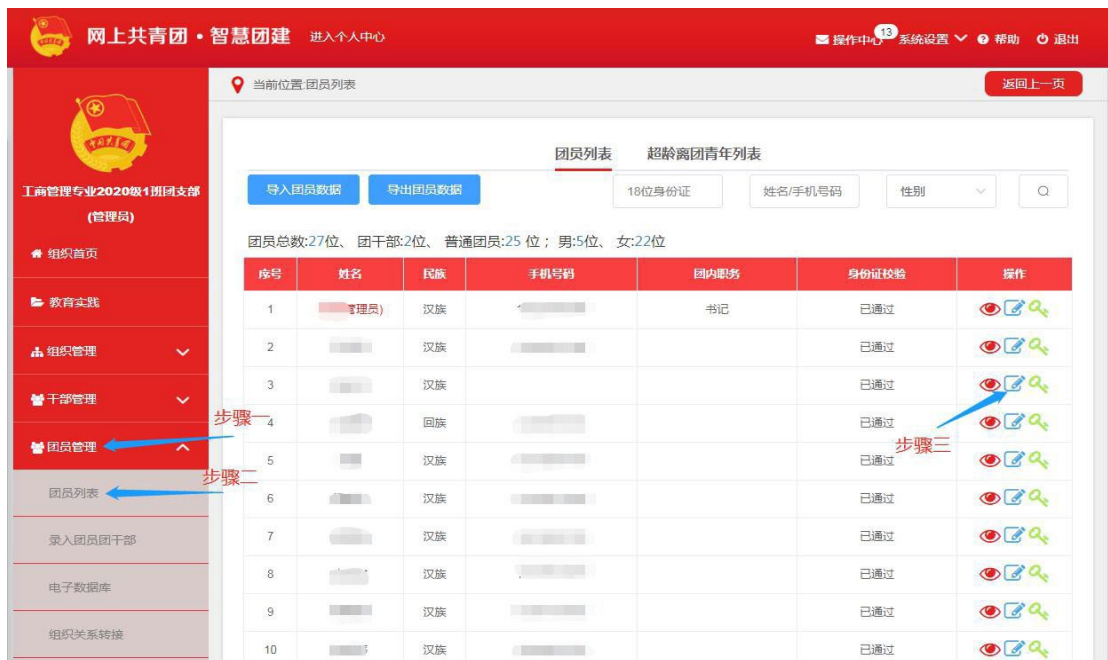 网上共青团·智慧团建 进入个人中心 操作中心 13 系统设置 帮助 退出
当前位置:团员列表 返回上一页
工商管理专业2020级1班团支部
(管理员)
组织首页
教育实践
组织管理
干部管理
团员管理
团员列表
录入团员团干部
电子数据库
组织关系转接
步骤一
步骤二
步骤三
团员列表 超龄离团青年列表
导入团员数据 导出团员数据 18位身份证 姓名/手机号码 性别
团员总数:27位、 团干部:2位、 普通团员:25 位; 男:5位、 女:22位
序号 姓名 民族 手机号码 团内职务 身份证校验 操作
1 管理员) 汉族 书记 已通过
2 汉族 已通过
3 汉族 已通过
4 回族 已通过
5 汉族 已通过
6 汉族 已通过
7 汉族 已通过
8 汉族 已通过
9 汉族 已通过
10 汉族 已通过